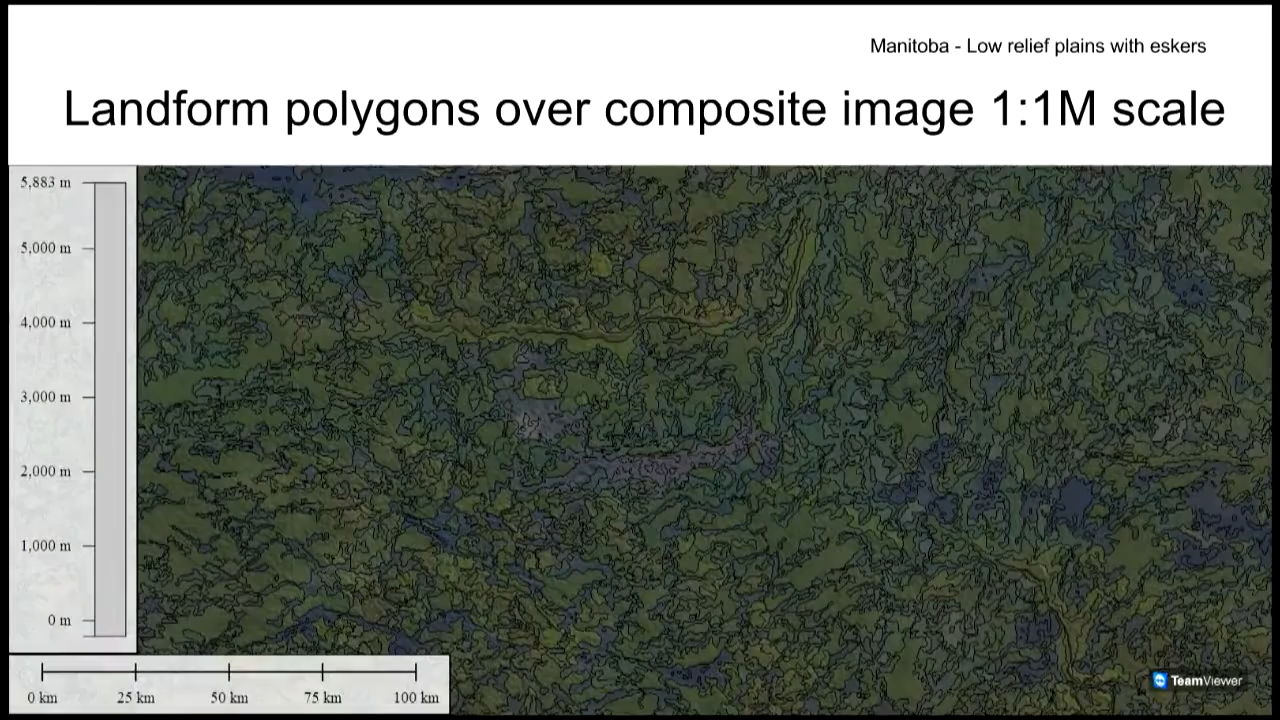 Manitoba - Low relief plains with eskers
Landform polygons over composite image 1:1M scale
5,883 m
5,000 m
4,000 m
3,000 m
2,000 m
1,000 m
0 m
0 km 25 km 50 km 75 km 100 km
TeamViewer